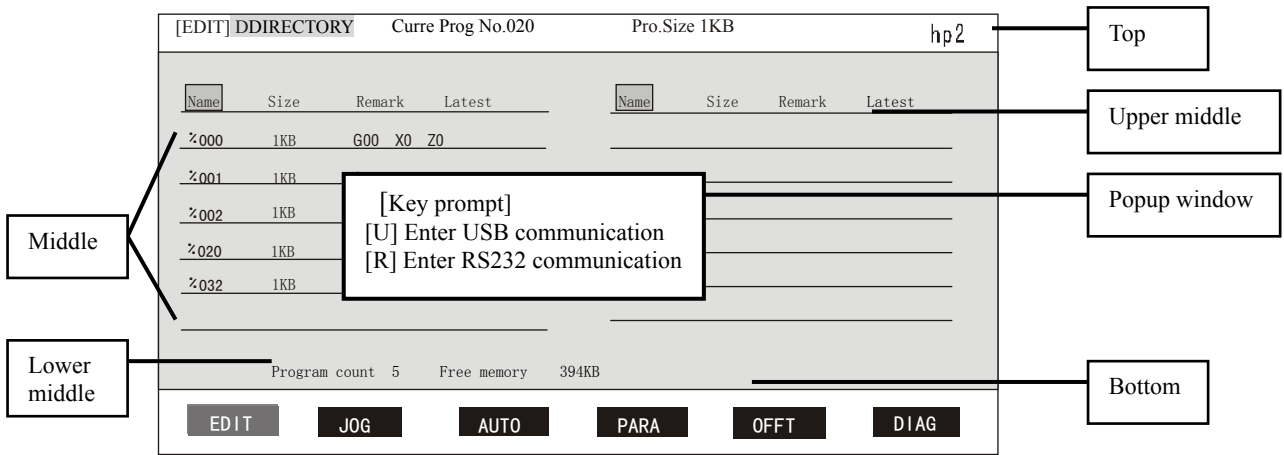 [EDIT] DDIRECTORY Curre Prog No.020 Pro.Size 1KB hp2
Top
Name Size Remark Latest Name Size Remark Latest
Upper middle
%000 1KB G00 X0 Z0
%001 1KB
[Key prompt]
Popup window
%002 1KB
[U] Enter USB communication
Middle
%020 1KB
[R] Enter RS232 communication
%032 1KB
Lower
middle
Program count 5 Free memory 394KB
Bottom
EDIT JOG AUTO PARA OFFT DIAG